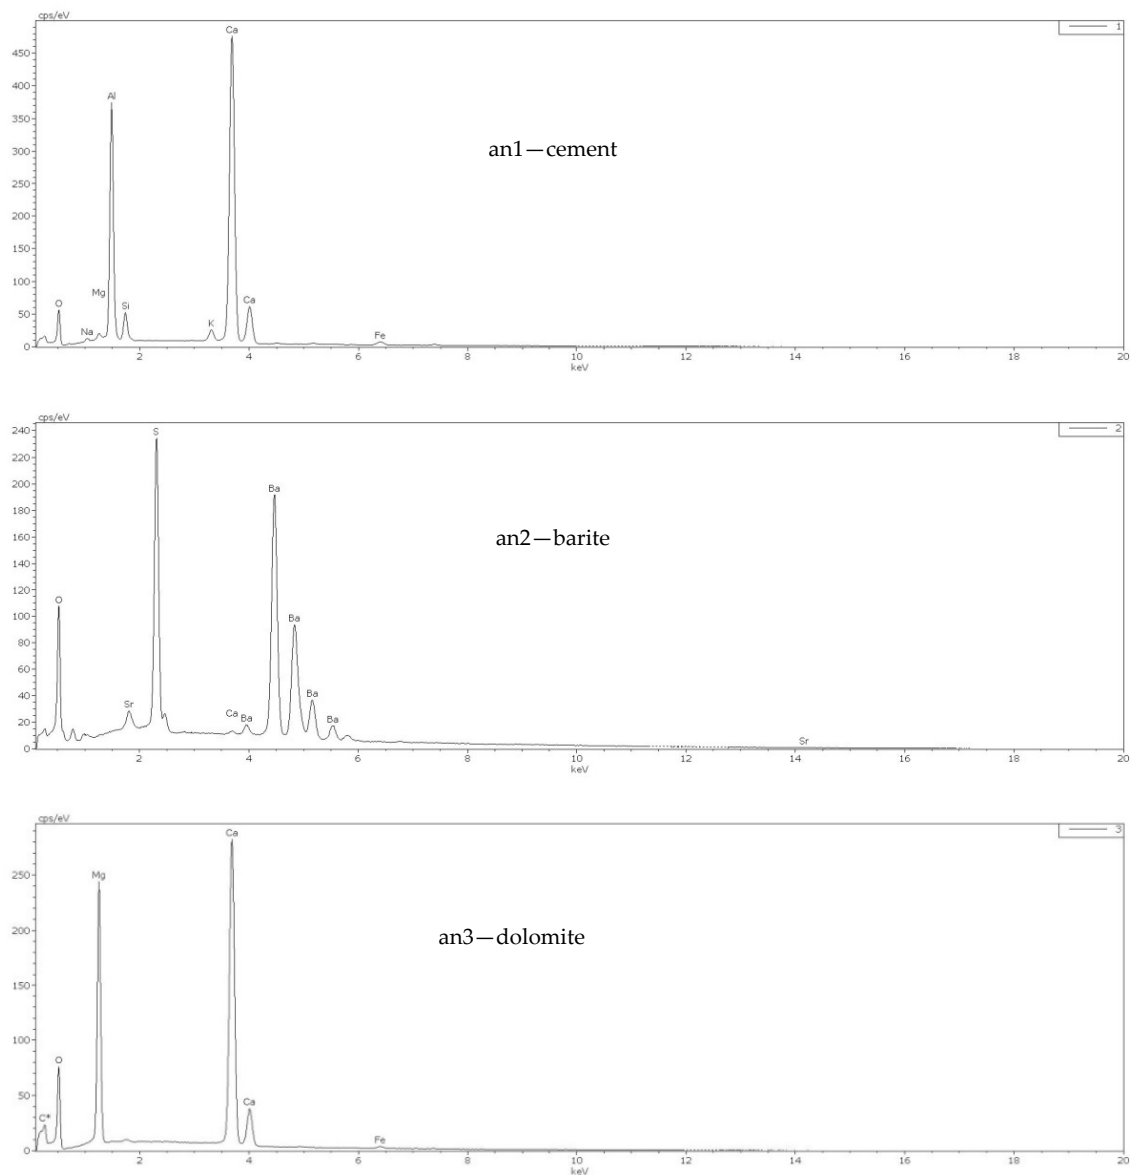 cps/eV
1
Ca
450
400
Al
350
300
an1—cement
250
200
150
100
Mg
O
Si
Ca
50
Na
K
Fe
0
2
4
6
8
10
12
14
16
18
20
keV
cps/eV
2
240
S
220
200
Ba
180
160
an2—barite
140
120
O
100
Ba
80
60
40
Sr
Ba
Ca
Ba
Ba
20
Sr
0
2
4
6
8
10
12
14
16
18
20
keV
cps/eV
3
Ca
250
Mg
200
an3—dolomite
150
100
O
50
C*
Ca
Fe
0
2
4
6
8
10
12
14
16
18
20
keV